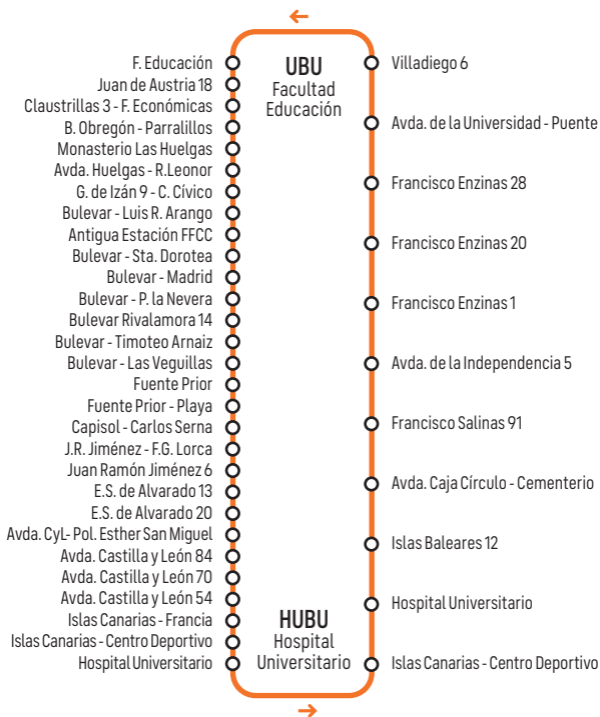 F. Educación
Juan de Austria 18
Claustrillas 3 - F. Económicas
B. Obregón - Parralillos
Monasterio Las Huelgas
Avda. Huelgas - R.Leonor
G. de Izán 9 - C. Cívico
Bulevar - Luis R. Arango
Antigua Estación FFCC
Bulevar - Sta. Dorotea
Bulevar - Madrid
Bulevar - P. la Nevera
Bulevar Rivalamora 14
Bulevar - Timoteo Arnaiz
Bulevar - Las Veguillas
Fuente Prior
Fuente Prior - Playa
Capisol - Carlos Serna
J.R. Jiménez - F.G. Lorca
Juan Ramón Jiménez 6
E.S. de Alvarado 13
E.S. de Alvarado 20
Avda. CyL- Pol. Esther San Miguel
Avda. Castilla y León 84
Avda. Castilla y León 70
Avda. Castilla y León 54
Islas Canarias - Francia
Islas Canarias - Centro Deportivo
Hospital Universitario
UBU
Facultad
Educación
HUBU
Hospital
Universitario
Villadiego 6
Avda. de la Universidad - Puente
Francisco Enzinas 28
Francisco Enzinas 20
Francisco Enzinas 1
Avda. de la Independencia 5
Francisco Salinas 91
Avda. Caja Círculo - Cementerio
Islas Baleares 12
Hospital Universitario
Islas Canarias - Centro Deportivo